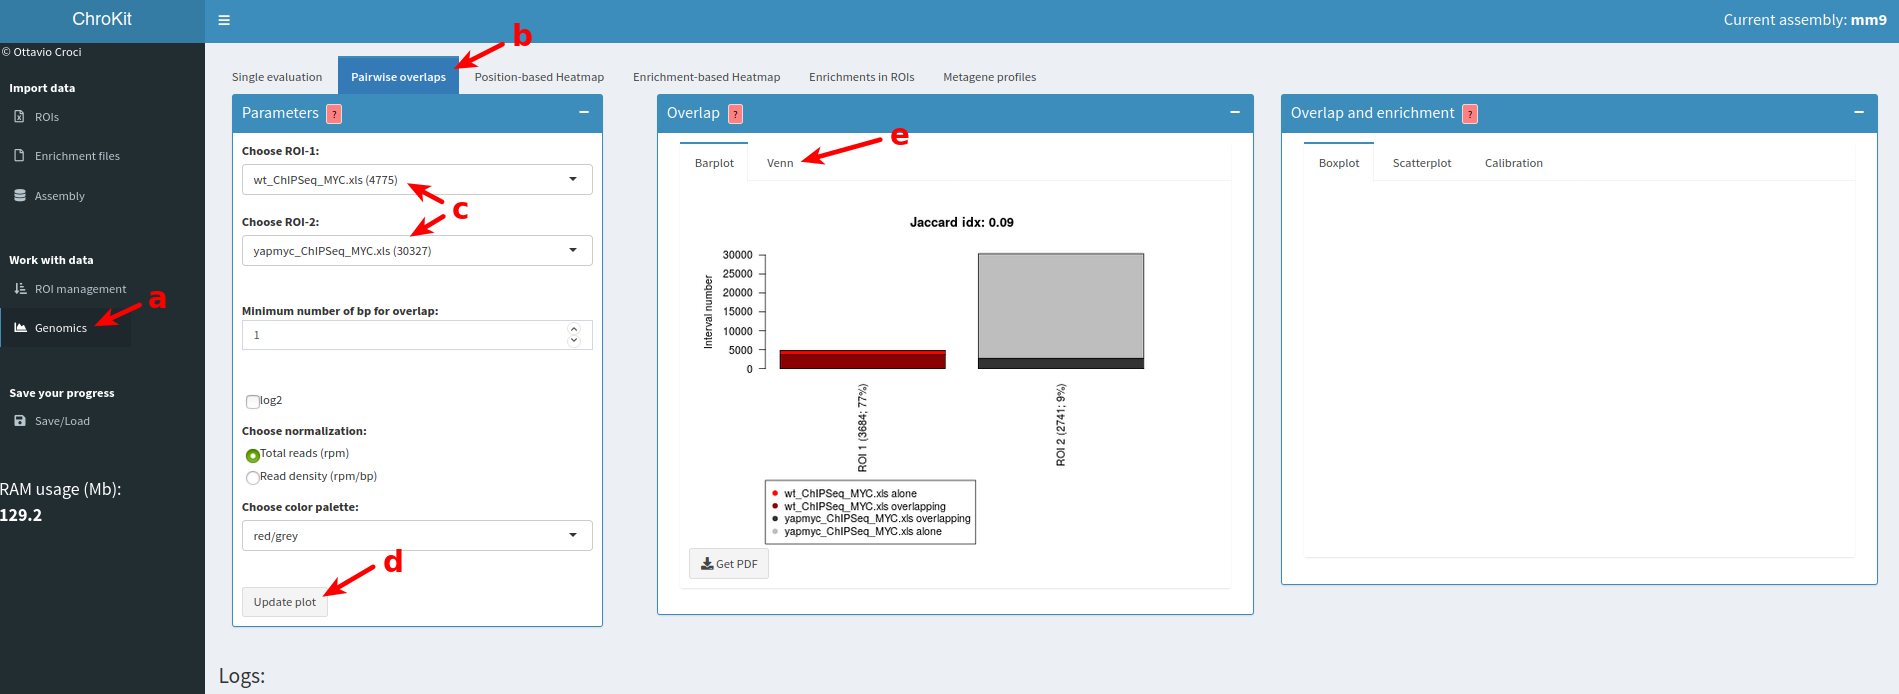 ChroKit
Current assembly: mm9
© Ottavio Croci
Import data
ROIs
Enrichment files
Assembly
Work with data
ROI management
a
Genomics
Save your progress
Save/Load
RAM usage (Mb):
129.2
b
Single evaluation
Pairwise overlaps
Position-based Heatmap
Enrichment-based Heatmap
Enrichments in ROIs
Metagene profiles
Parameters ?
Choose ROI-1:
wt_ChIPSeq_MYC.xls (4775)
c
Choose ROI-2:
yapmyc_ChIPSeq_MYC.xls (30327)
Minimum number of bp for overlap:
1
log2
Choose normalization:
Total reads (rpm)
Read density (rpm/bp)
Choose color palette:
red/grey
d
Update plot
Overlap ?
e
Barplot
Venn
Jaccard idx: 0.09
Interval number
30000
25000
20000
15000
10000
5000
0
ROI 1 (3684; 77%)
ROI 2 (2741; 9%)
wt_ChIPSeq_MYC.xls alone
wt_ChIPSeq_MYC.xls overlapping
yapmyc_ChIPSeq_MYC.xls overlapping
yapmyc_ChIPSeq_MYC.xls alone
Get PDF
Overlap and enrichment ?
Boxplot
Scatterplot
Calibration
Logs: